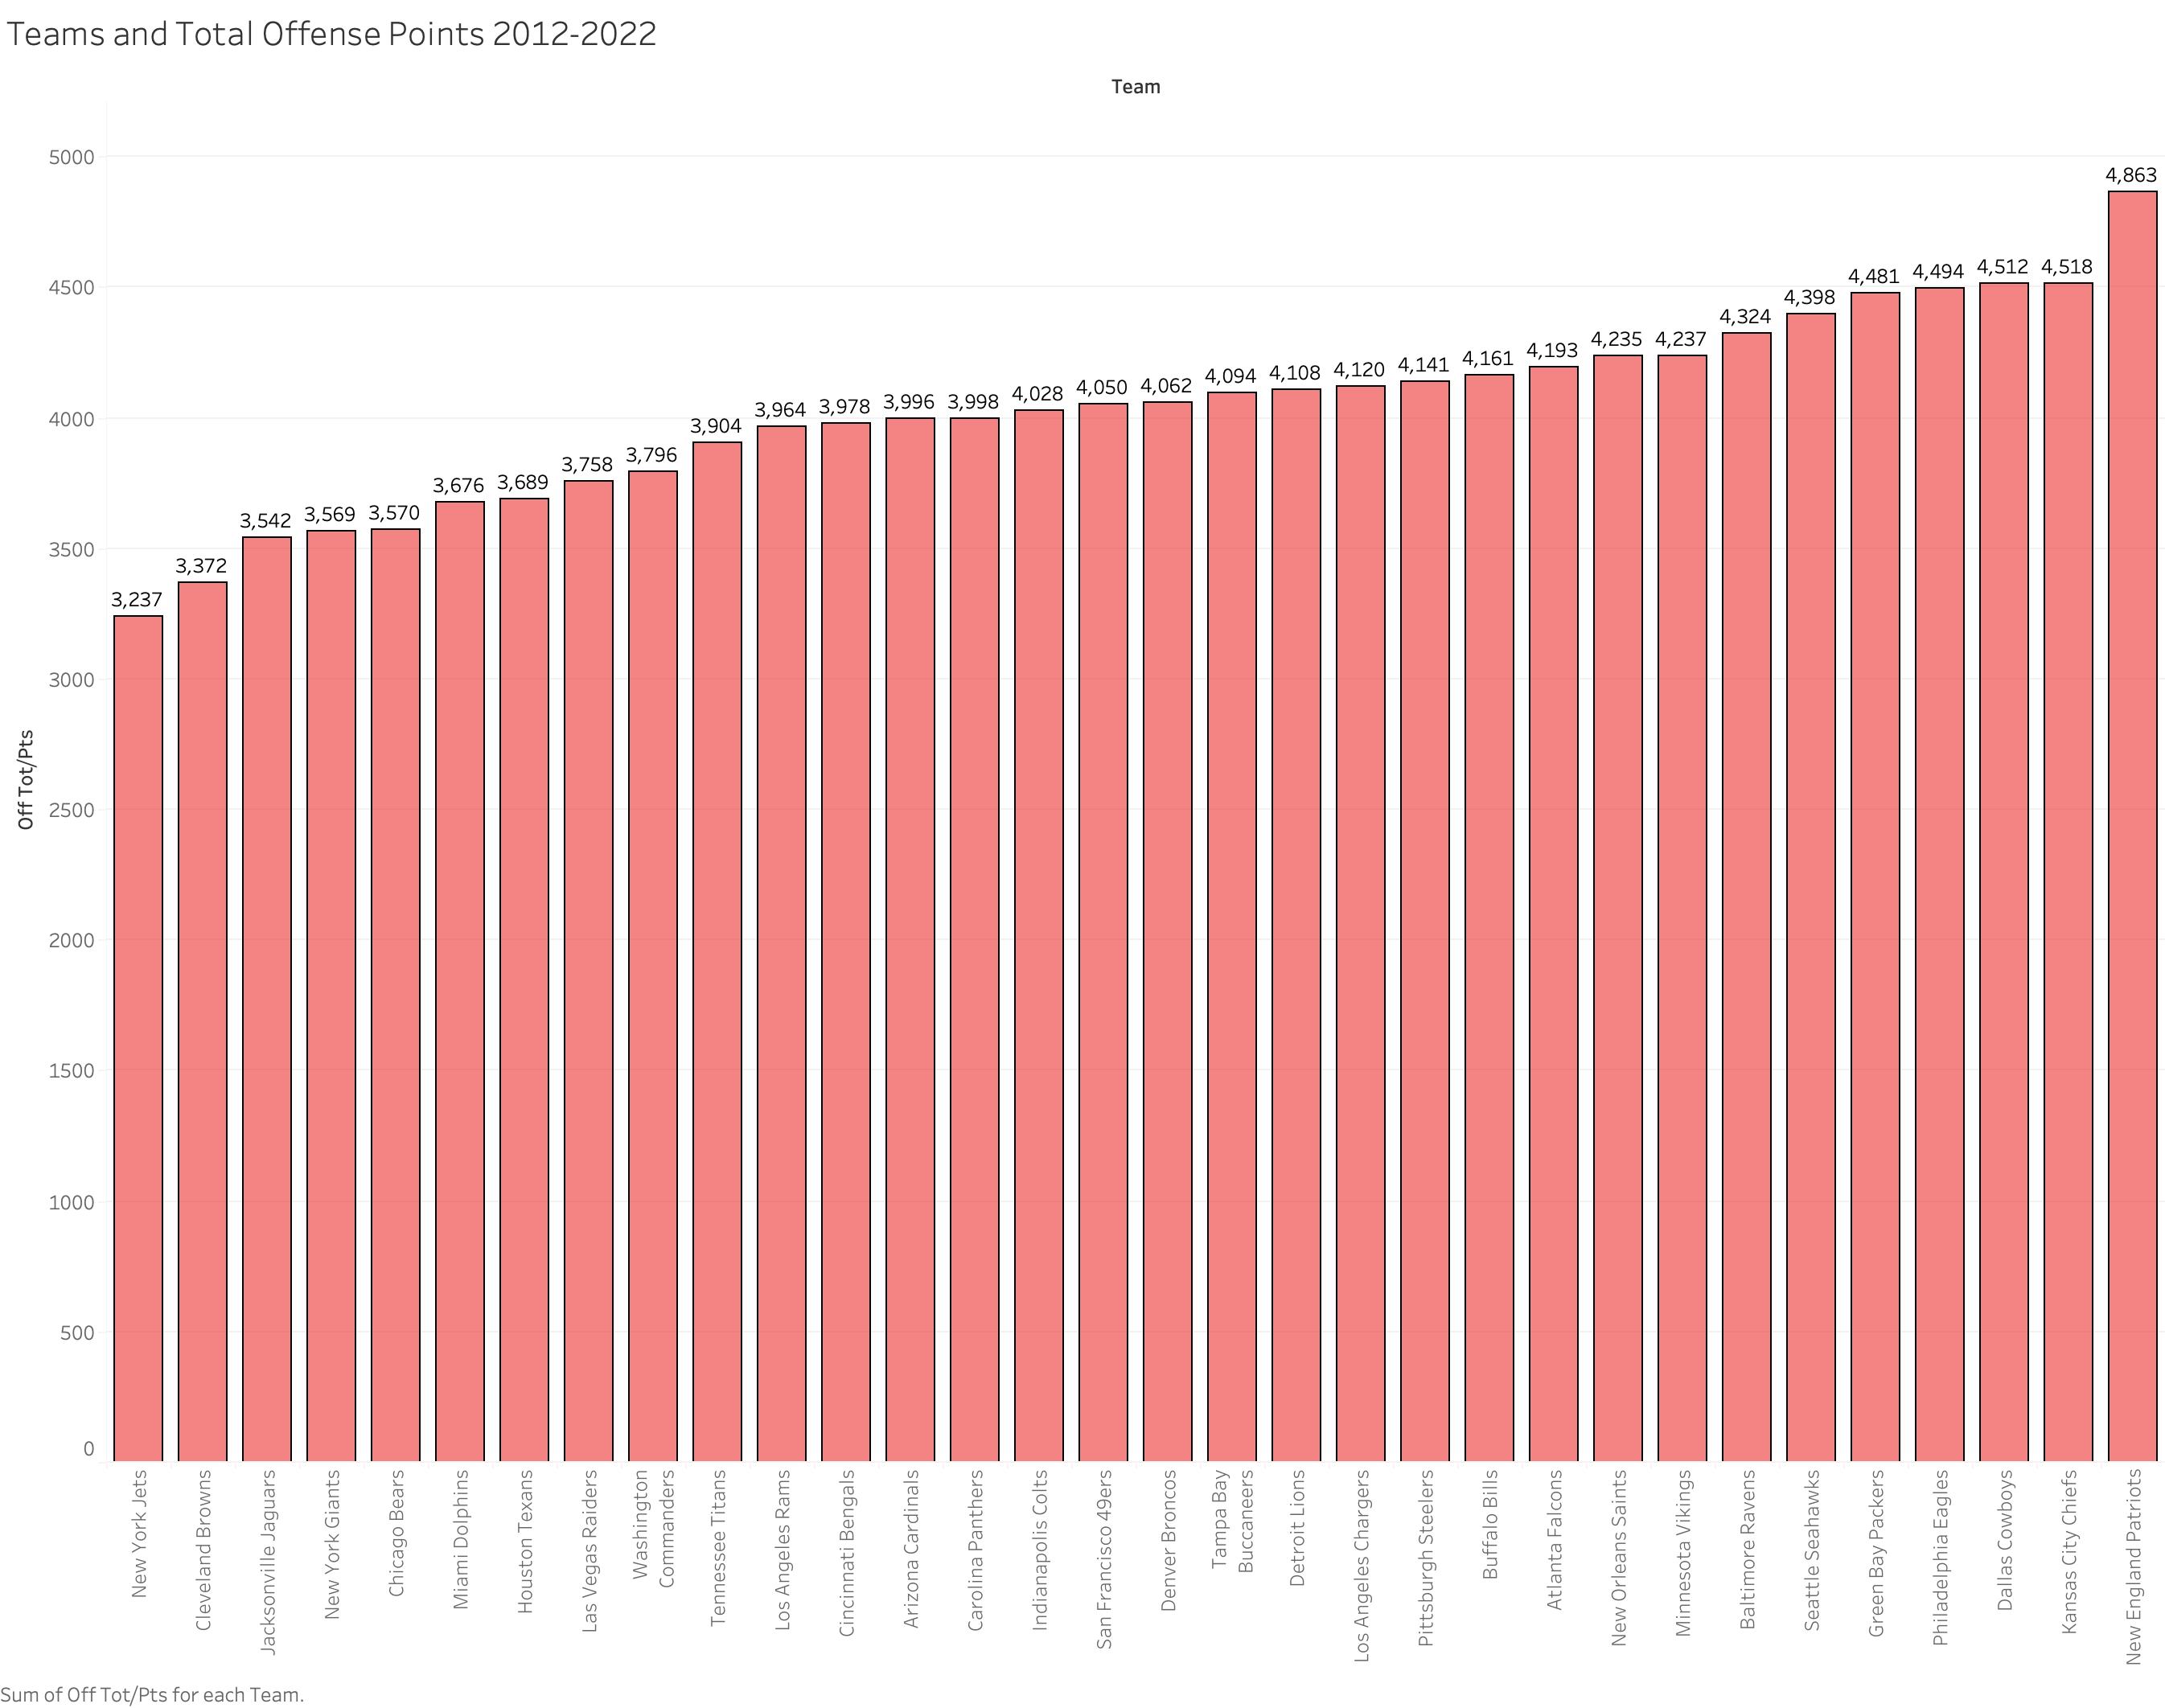 Teams and Total Offense Points 2012-2022
Team
Off Tot/Pts
5000
4500
4000
3500
3000
2500
2000
1500
1000
500
0
3,237
3,372
3,542
3,569
3,570
3,676
3,689
3,758
3,796
3,904
3,964
3,978
3,996
3,998
4,028
4,050
4,062
4,094
4,108
4,120
4,141
4,161
4,193
4,235
4,237
4,324
4,398
4,481
4,494
4,512
4,518
4,863
New York Jets
Cleveland Browns
Jacksonville Jaguars
New York Giants
Chicago Bears
Miami Dolphins
Houston Texans
Las Vegas Raiders
Washington
Commanders
Tennessee Titans
Los Angeles Rams
Cincinnati Bengals
Arizona Cardinals
Carolina Panthers
Indianapolis Colts
San Francisco 49ers
Denver Broncos
Tampa Bay
Buccaneers
Detroit Lions
Los Angeles Chargers
Pittsburgh Steelers
Buffalo Bills
Atlanta Falcons
New Orleans Saints
Minnesota Vikings
Baltimore Ravens
Seattle Seahawks
Green Bay Packers
Philadelphia Eagles
Dallas Cowboys
Kansas City Chiefs
New England Patriots
Sum of Off Tot/Pts for each Team.